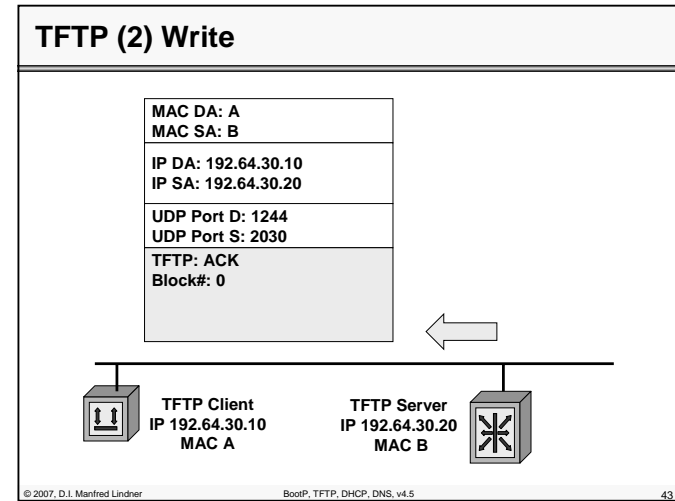 TFTP (2) Write
MAC DA: A
MAC SA: B
IP DA: 192.64.30.10
IP SA: 192.64.30.20
UDP Port D: 1244
UDP Port S: 2030
TFTP: ACK
Block#: 0
TFTP Client
IP 192.64.30.10
MAC A
TFTP Server
IP 192.64.30.20
MAC B
© 2007, D.I. Manfred Lindner
BootP, TFTP, DHCP, DNS, v4.5
43